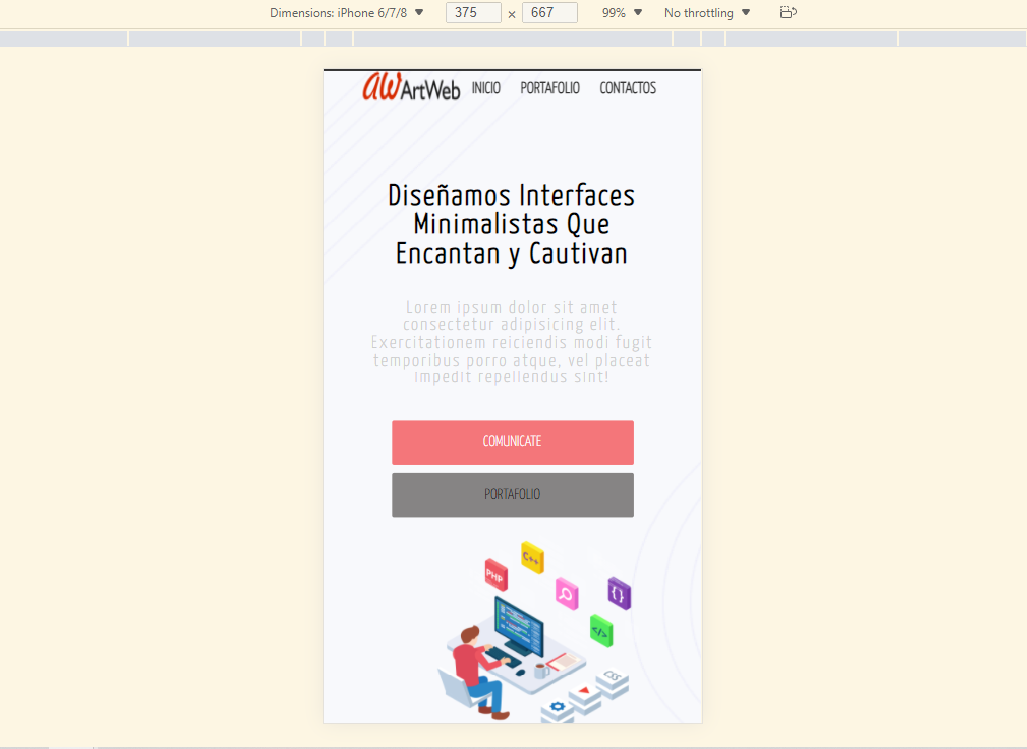 Dimensions: iPhone 6/7/8 ▼ 375 × 667 99% ▼ No throttling ▼
aw ArtWeb INICIO PORTAFOLIO CONTACTOS
Diseñamos Interfaces
Minimalistas Que
Encantan y Cautivan
Lorem ipsum dolor sit amet
consectetur adipisicing elit.
Exercitationem reiciendis modi fugit
temporibus porro atque, vel placeat
impedit repellendus sint!
COMUNICATE
PORTAFOLIO
C++
PHP
{}
</>
CSS